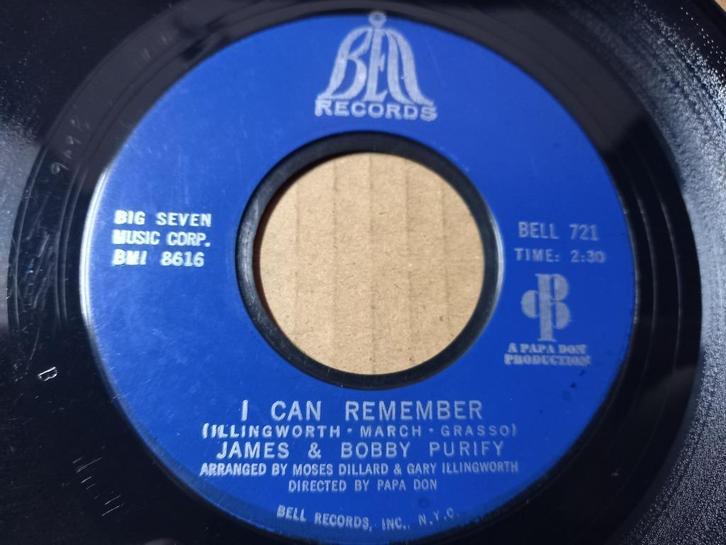 BELL
RECORDS
BIG SEVEN
MUSIC CORP.
BMI 8616
BELL 721
TIME: 2:30
A PAPA DON
PRODUCTION
I CAN REMEMBER
(ILLINGWORTH - MARCH - GRASSO)
JAMES & BOBBY PURIFY
ARRANGED BY MOSES DILLARD & GARY ILLINGWORTH
DIRECTED BY PAPA DON
BELL RECORDS, INC., N.Y.C.